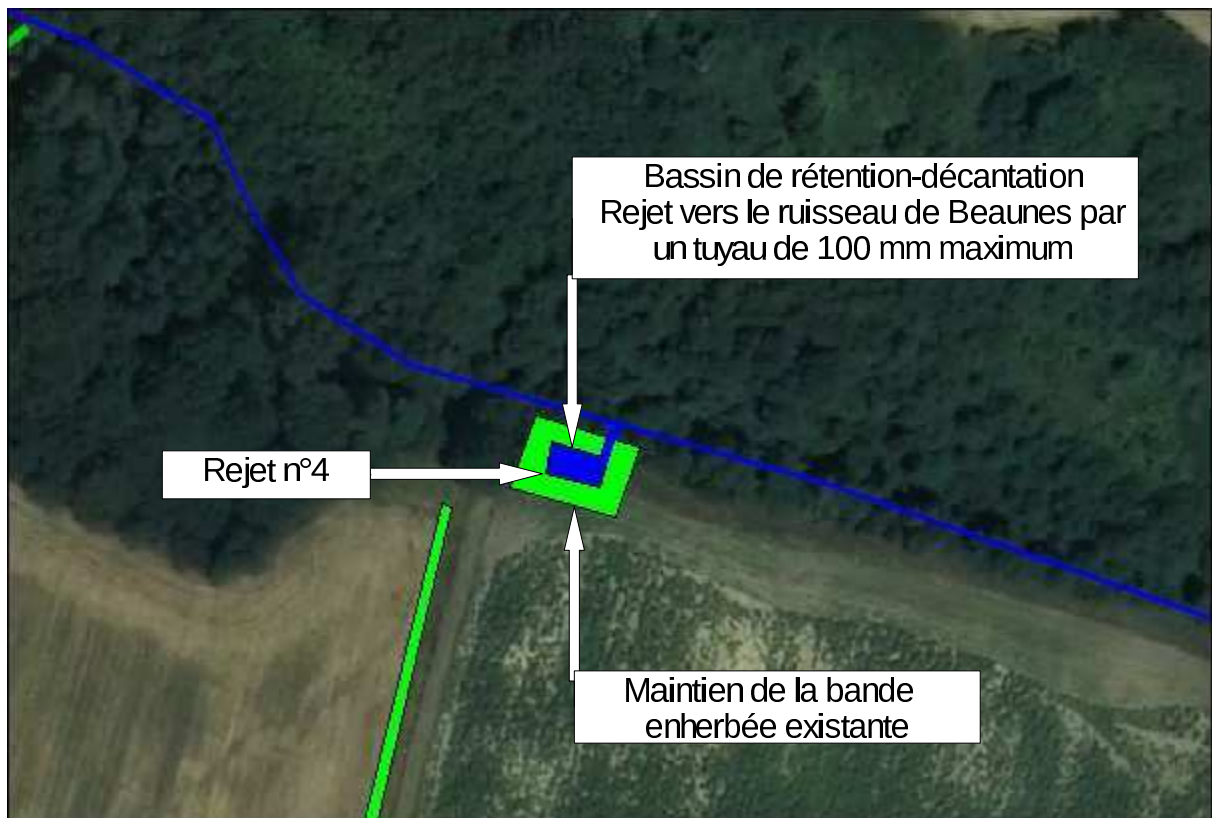 Bassin de rétention-décantation
Rejet vers le ruisseau de Beaunes par
un tuyau de 100 mm maximum
Rejet n°4
Maintien de la bande
enherbée existante